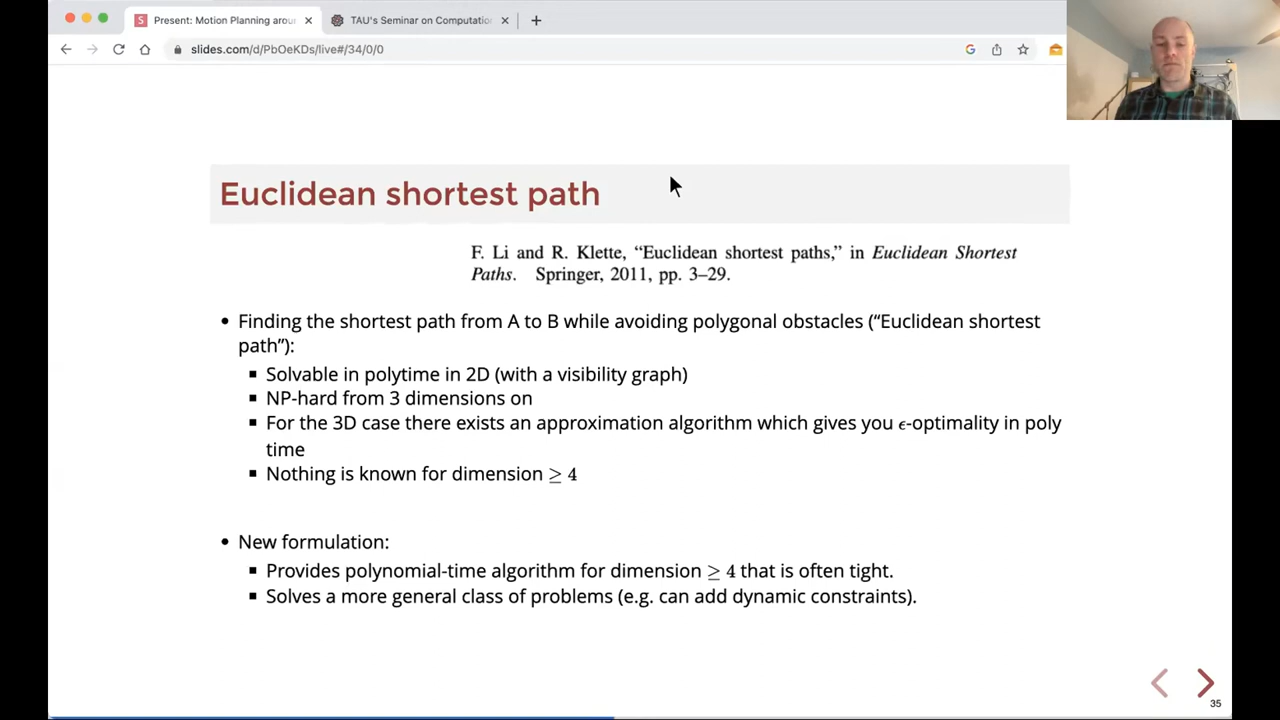 Present: Motion Planning arou
TAU's Seminar on Computatio
slides.com/d/PbOeKDs/live#/34/0/0
Euclidean shortest path
F. Li and R. Klette, “Euclidean shortest paths,” in Euclidean Shortest
Paths. Springer, 2011, pp. 3–29.
• Finding the shortest path from A to B while avoiding polygonal obstacles (“Euclidean shortest
path”):
▪ Solvable in polytime in 2D (with a visibility graph)
▪ NP-hard from 3 dimensions on
▪ For the 3D case there exists an approximation algorithm which gives you ϵ-optimality in poly
time
▪ Nothing is known for dimension ≥ 4
• New formulation:
▪ Provides polynomial-time algorithm for dimension ≥ 4 that is often tight.
▪ Solves a more general class of problems (e.g. can add dynamic constraints).
35